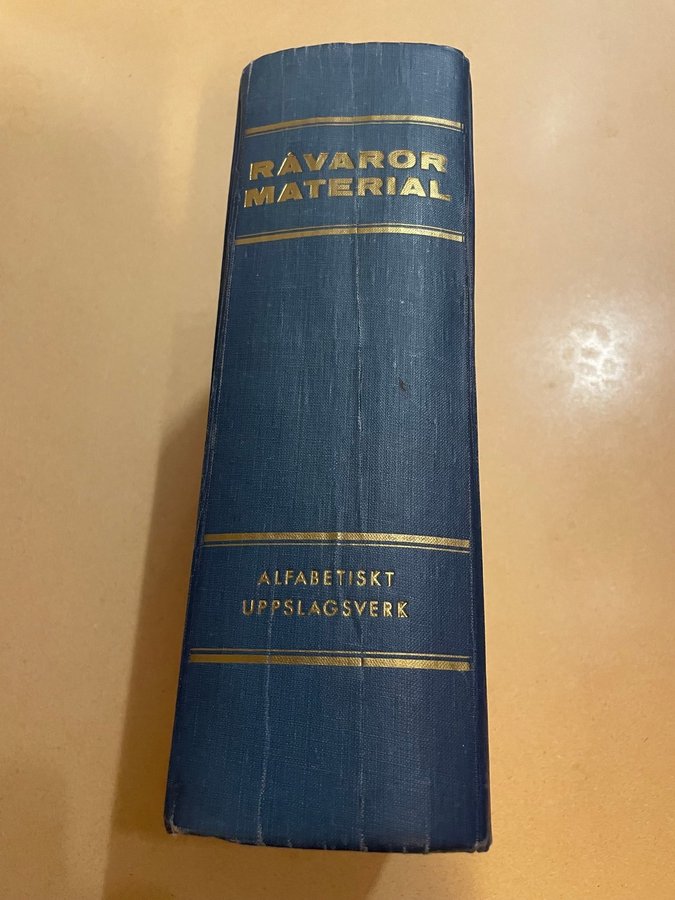 RÅVAROR
MATERIAL
ALFABETISKT
UPPSLAGSVERK